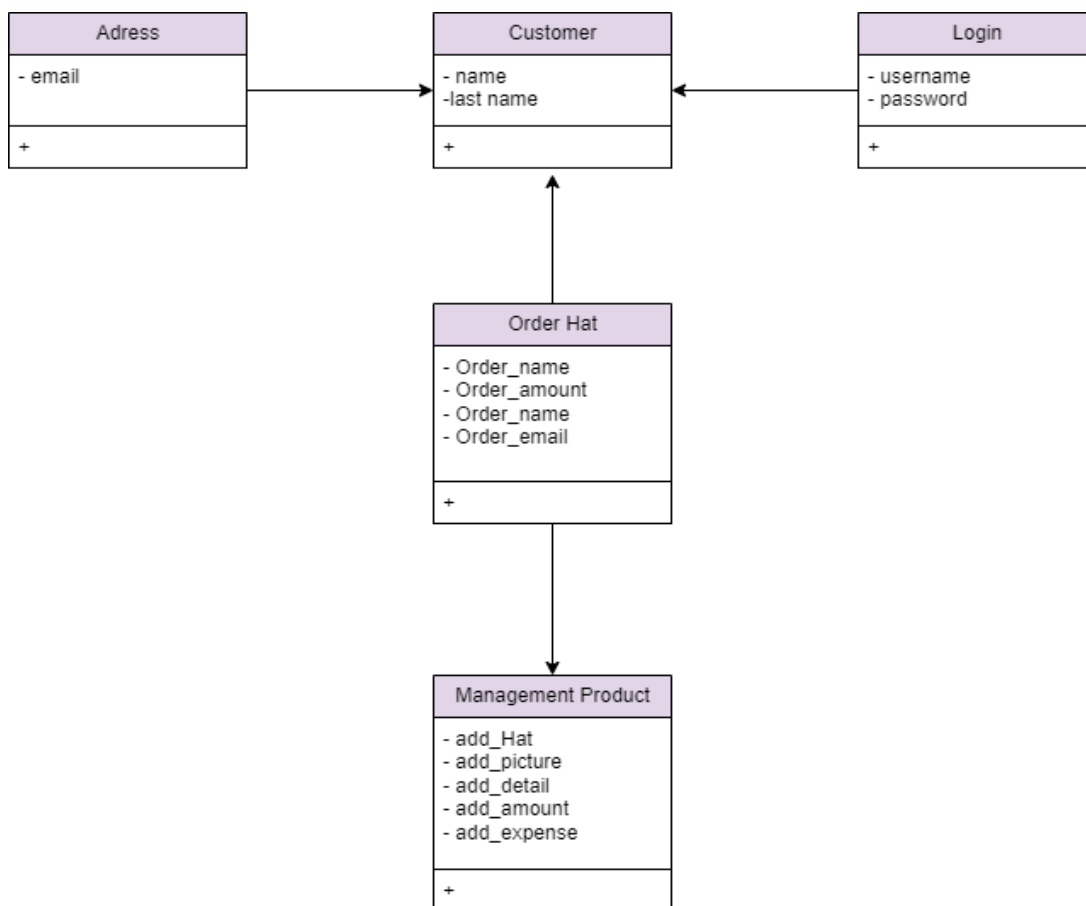 Adress
- email
+
Customer
- name
-last name
+
Login
- username
- password
+
Order Hat
- Order_name
- Order_amount
- Order_name
- Order_email
+
Management Product
- add_Hat
- add_picture
- add_detail
- add_amount
- add_expense
+